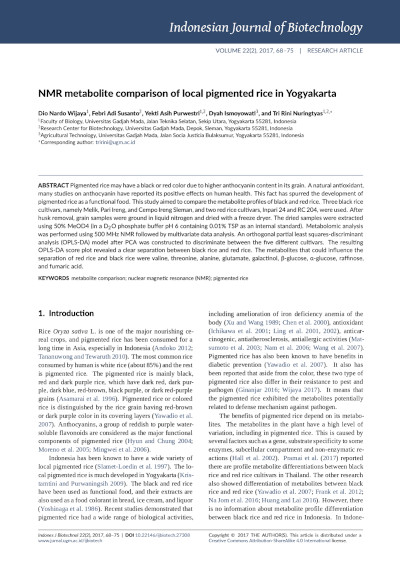 Indonesian Journal of Biotechnology
VOLUME 22(2), 2017, 68-75 | RESEARCH ARTICLE
NMR metabolite comparison of local pigmented rice in Yogyakarta
Dio Nardo Wijaya1, Febri Adi Susanto2, Yekti Asih Purwestri1,2, Dyah Ismoyowati3, and Tri Rini Nuringtyas1,2,*
1Faculty of Biology, Universitas Gadjah Mada, Jalan Teknika Selatan, Sekip Utara, Yogyakarta 55281, Indonesia
2Research Center for Biotechnology, Universitas Gadjah Mada, Depok, Sleman, Yogyakarta 55281, Indonesia
3Agricultural Technology, Universitas Gadjah Mada, Jalan Socia Justicia Bulaksumur, Yogyakarta 55281, Indonesia
*Corresponding author: trini@ugm.ac.id
ABSTRACT Pigmented rice may have a black or red color due to higher anthocyanin content in its grain. A natural antioxidant,
many studies on anthocyanin have reported its positive effects on human health. This fact has spurred the development of
pigmented rice as a functional food. This study aimed to compare the metabolite profiles of black and red rice. Three black rice
cultivars, namely Melik, Pari Ireng, and Cempo Ireng Sleman, and two red rice cultivars, Inpari 24 and RC 204, were used. After
husk removal, grain samples were ground in liquid nitrogen and dried with a freeze dryer. The dried samples were extracted
using 50% MeOD4 (in a D2O phosphate buffer pH 6 containing 0.01% TSP as an internal standard). Metabolomic analysis
was performed using 500 MHz NMR followed by multivariate data analysis. An orthogonal partial least squares-discriminant
analysis (OPLS-DA) model after PCA was constructed to discriminate between the five different cultivars. The resulting
OPLS-DA score plot revealed a clear separation between black rice and red rice. The metabolites that could influence the
separation of red rice and black rice were valine, threonine, alanine, glutamate, galactinol, β-glucose, α-glucose, raffinose,
and fumaric acid.
KEYWORDS metabolite comparison; nuclear magnetic resonance (NMR); pigmented rice
1. Introduction
Rice Oryza sativa L. is one of the major nourishing ce-
real crops, and pigmented rice has been consumed for a
long time in Asia, especially in Indonesia (Andoko 2012;
Tananuwong and Tewaruth 2010). The most common rice
consumed by human is white rice (about 85%) and the rest
is pigmented rice. The pigmented rice is mainly black,
red and dark purple rice, which have dark red, dark pur-
ple, dark blue, red-brown, black purple, or dark red-purple
grains (Asamarai et al. 1996). Pigmented rice or colored
rice is distinguished by the rice grain having red-brown
or dark purple color in its covering layers (Yawadio et al.
2007). Anthocyanins, a group of reddish to purple water-
soluble flavonoids are considered as the major functional
components of pigmented rice (Hyun and Chung 2004;
Moreno et al. 2005; Mingwei et al. 2006).
Indonesia has been known to have a wide variety of
local pigmented rice (Slamet-Loedin et al. 1997). The lo-
cal pigmented rice is much developed in Yogyakarta (Kris-
tamtini and Purwaningsih 2009). The black and red rice
have been used as functional food, and their extracts are
also used as a food colorant in bread, ice cream, and liquor
(Yoshinaga et al. 1986). Recent studies demonstrated that
pigmented rice had a wide range of biological activities,
including amelioration of iron deficiency anemia of the
body (Xu and Wang 1989; Chen et al. 2000), antioxidant
(Ichikawa et al. 2001; Ling et al. 2001, 2002), anticar-
cinogenic, antiatherosclerosis, antiallergic activities (Mat-
sumoto et al. 2003; Nam et al. 2006; Wang et al. 2007).
Pigmented rice has also been known to have benefits in
diabetic prevention (Yawadio et al. 2007). It also has
been reported that aside from the color, these two type of
pigmented rice also differ in their resistance to pest and
pathogen (Ginanjar 2016; Wijaya 2017). It means that
the pigmented rice exhibited the metabolites potentially
related to defense mechanism against pathogen.
The benefits of pigmented rice depend on its metabo-
lites. The metabolites in the plant have a high level of
variation, including in pigmented rice. This is caused by
several factors such as a gene, substrate specificity to some
enzymes, subcellular compartment and non-enzymatic re-
actions (Hall et al. 2002). Pramai et al. (2017) reported
there are profile metabolite differences between black
rice and red rice cultivars in Thailand. The other research
also showed differentiation of metabolites between black
rice and red rice (Yawadio et al. 2007; Frank et al. 2012;
Na Jom et al. 2016; Huang and Lai 2016). However, there
is no information about metabolite profile differentiation
between black rice and red rice in Indonesia. In Indone-
Indones J Biotechnol 22(2), 2017, 68-75 | DOI 10.22146/ijbiotech.27308
www.jurnal.ugm.ac.id/ijbiotech
Copyright © 2017 THE AUTHOR(S). This article is distributed under a
Creative Commons Attribution-ShareAlike 4.0 International license.